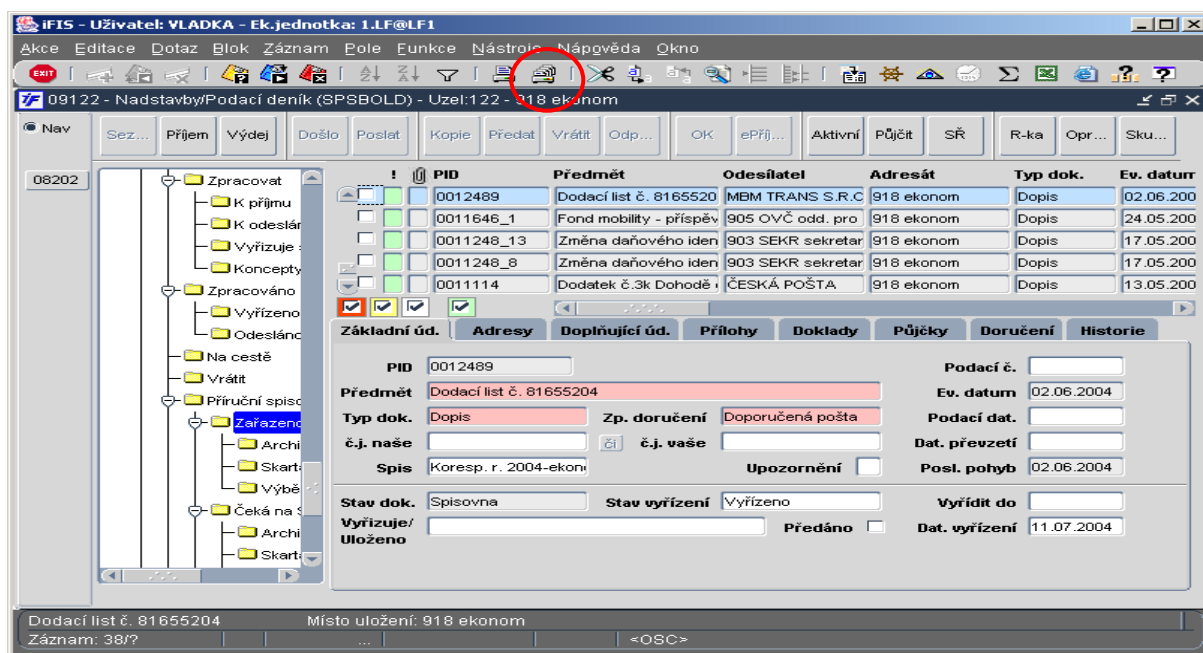 iFIS - Uživatel: VLADKA - Ek.jednotka: 1.LF@LF1
Akce Editace Dotaz Blok Záznam Pole Funkce Nástroje Nápověda Okno
EXIT
09122 - Nadstavby/Podací deník (SPSBOLD) - Uzel:122 - 918 ekonom
Nav Sez... Příjem Výdej Došlo Poslat Kopie Předat Vrátit Odp... OK ePříj... Aktivní Půjčit SŘ R-ka Opr... Sku...
08202
Zpracovat
K příjmu
K odeslár
Vyřizuje
Koncepty
Zpracováno
Vyřízeno
Odesláno
Na cestě
Vrátit
Příruční spiso
Zařazeno
Archi
Skart
Výbě
Čeká na S
Archi
Skart
! PID Předmět Odesílatel Adresát Typ dok. Ev. datum
0012489 Dodací list č. 8165520 MBM TRANS S.R.O 918 ekonom Dopis 02.06.200
0011646_1 Fond mobility - příspěv 905 OVČ odd. pro 918 ekonom Dopis 24.05.200
0011248_13 Změna daňového iden 903 SEKR sekretar 918 ekonom Dopis 17.05.200
0011248_8 Změna daňového iden 903 SEKR sekretar 918 ekonom Dopis 17.05.200
0011114 Dodatek č.3k Dohodě ČESKÁ POŠTA 918 ekonom Dopis 13.05.200
Základní úd. Adresy Doplňující úd. Přílohy Doklady Půjčky Doručení Historie
PID 0012489 Podací č.
Předmět Dodací list č. 81655204 Ev. datum 02.06.2004
Typ dok. Dopis Zp. doručení Doporučená pošta Podací dat.
č.j. naše či č.j. vaše Dat. převzetí
Spis Koresp. r. 2004-ekon Upozornění Posl. pohyb 02.06.2004
Stav dok. Spisovna Stav vyřízení Vyřízeno Vyřídit do
Vyřizuje/
Uloženo Předáno Dat. vyřízení 11.07.2004
Dodací list č. 81655204 Místo uložení: 918 ekonom
Záznam: 38/? ... <OSC>